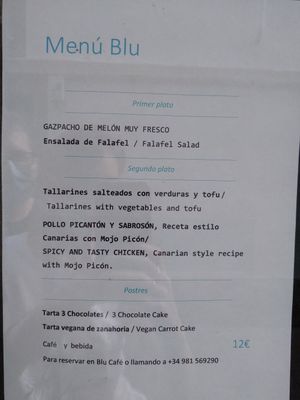 Menú Blu
Primer plato
GAZPACHO DE MELÓN MUY FRESCO
Ensalada de Falafel / Falafel Salad
Segundo plato
Tallarines salteados con verduras y tofu/
Tallarines with vegetables and tofu
POLLO PICANTÓN Y SABROSÓN, Receta estilo
Canarias con Mojo Picón/
SPICY AND TASTY CHICKEN, Canarian style recipe
with Mojo Picón.
Postres
Tarta 3 Chocolates / 3 Chocolate Cake
Tarta vegana de zanahoria / Vegan Carrot Cake
Café y bebida 12€
Para reservar en Blu Café o llamando a +34 981 569290